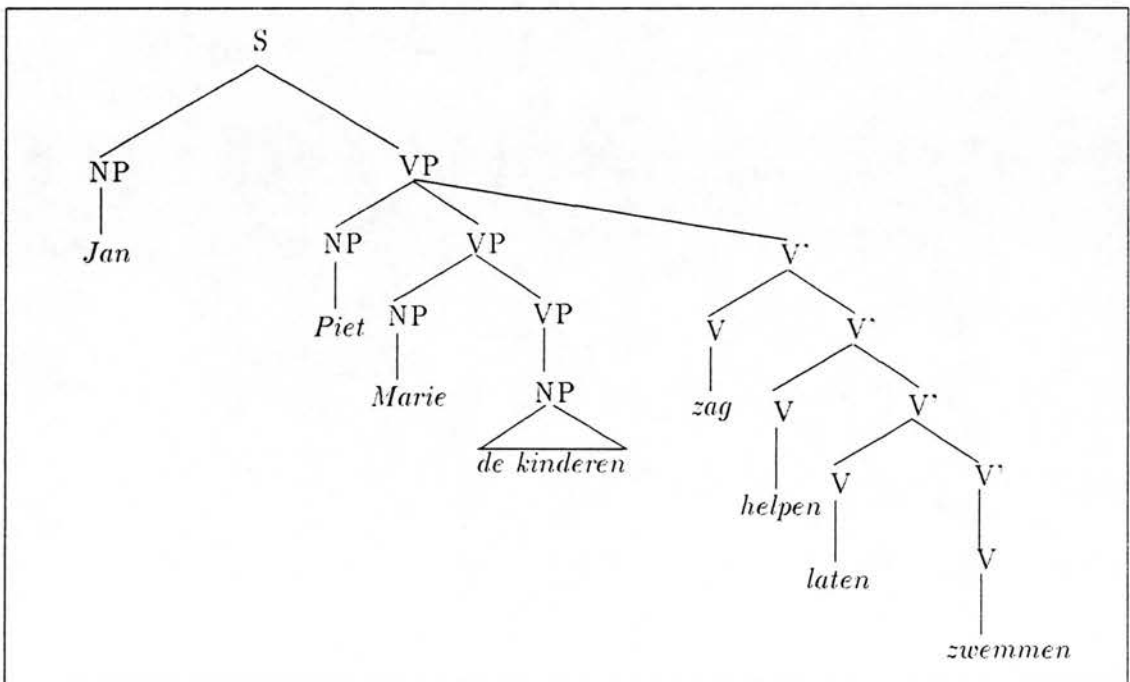 S
NP VP
Jan NP VP V'
Piet NP VP V V'
Marie NP zag V V'
de kinderen helpen V V'
laten V
zwemmen